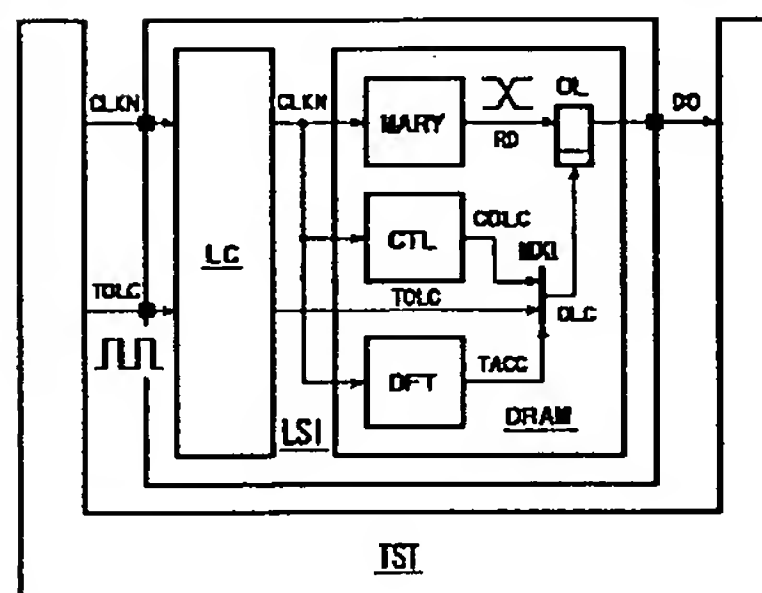 CLKN
CLKN
MARY
RD
OL
DO
LC
CTL
COLC
MX1
TOLC
TOLC
OLC
DFT
TACC
LSI
DRAM
TST